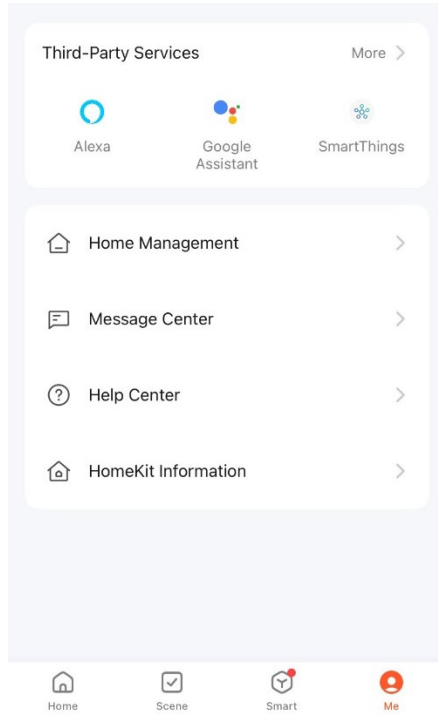 Third-Party Services
More
Alexa
Google
Assistant
SmartThings
Home Management
Message Center
Help Center
HomeKit Information
Home
Scene
Smart
Me